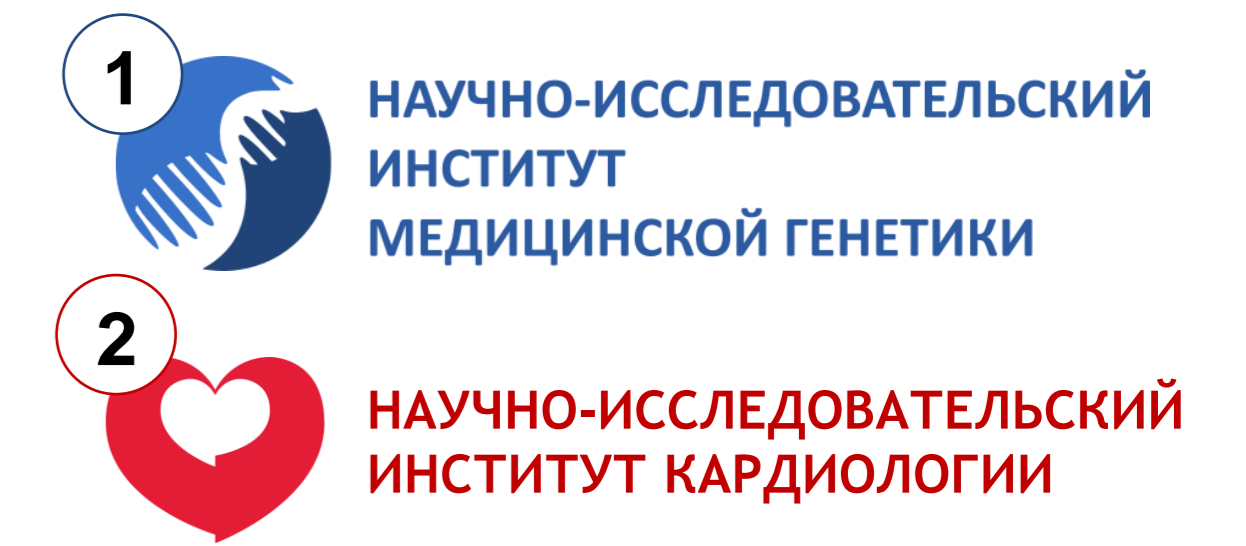 1
НАУЧНО-ИССЛЕДОВАТЕЛЬСКИЙ
ИНСТИТУТ
МЕДИЦИНСКОЙ ГЕНЕТИКИ
2
НАУЧНО-ИССЛЕДОВАТЕЛЬСКИЙ
ИНСТИТУТ КАРДИОЛОГИИ